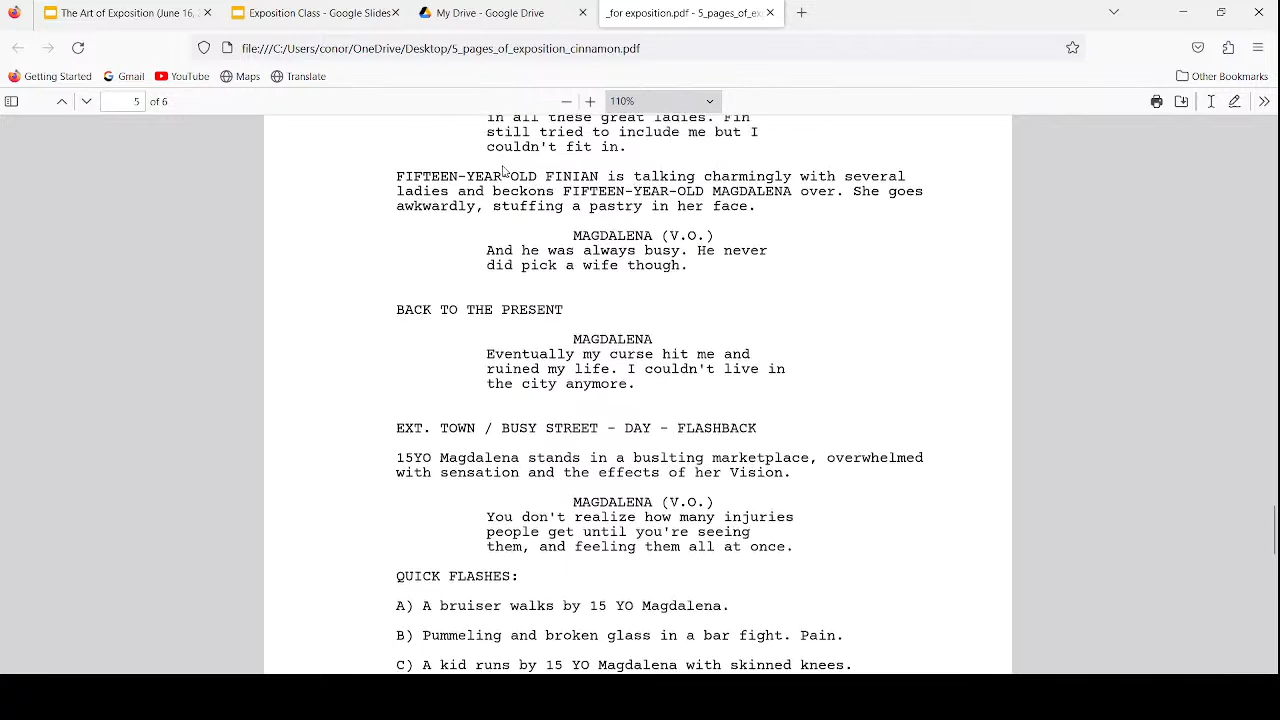 The Art of Exposition (June 16, 2
Exposition Class - Google Slides
My Drive - Google Drive
_for exposition.pdf - 5_pages_of_ex
file:///C:/Users/conor/OneDrive/Desktop/5_pages_of_exposition_cinnamon.pdf
Getting Started
Gmail
YouTube
Maps
Translate
Other Bookmarks
5 of 6
110%
in all these great ladies. Fin
still tried to include me but I
couldn't fit in.
FIFTEEN-YEAR-OLD FINIAN is talking charmingly with several
ladies and beckons FIFTEEN-YEAR-OLD MAGDALENA over. She goes
awkwardly, stuffing a pastry in her face.
MAGDALENA (V.O.)
And he was always busy. He never
did pick a wife though.
BACK TO THE PRESENT
MAGDALENA
Eventually my curse hit me and
ruined my life. I couldn't live in
the city anymore.
EXT. TOWN / BUSY STREET - DAY - FLASHBACK
15YO Magdalena stands in a buslting marketplace, overwhelmed
with sensation and the effects of her Vision.
MAGDALENA (V.O.)
You don't realize how many injuries
people get until you're seeing
them, and feeling them all at once.
QUICK FLASHES:
A) A bruiser walks by 15 YO Magdalena.
B) Pummeling and broken glass in a bar fight. Pain.
C) A kid runs by 15 YO Magdalena with skinned knees.